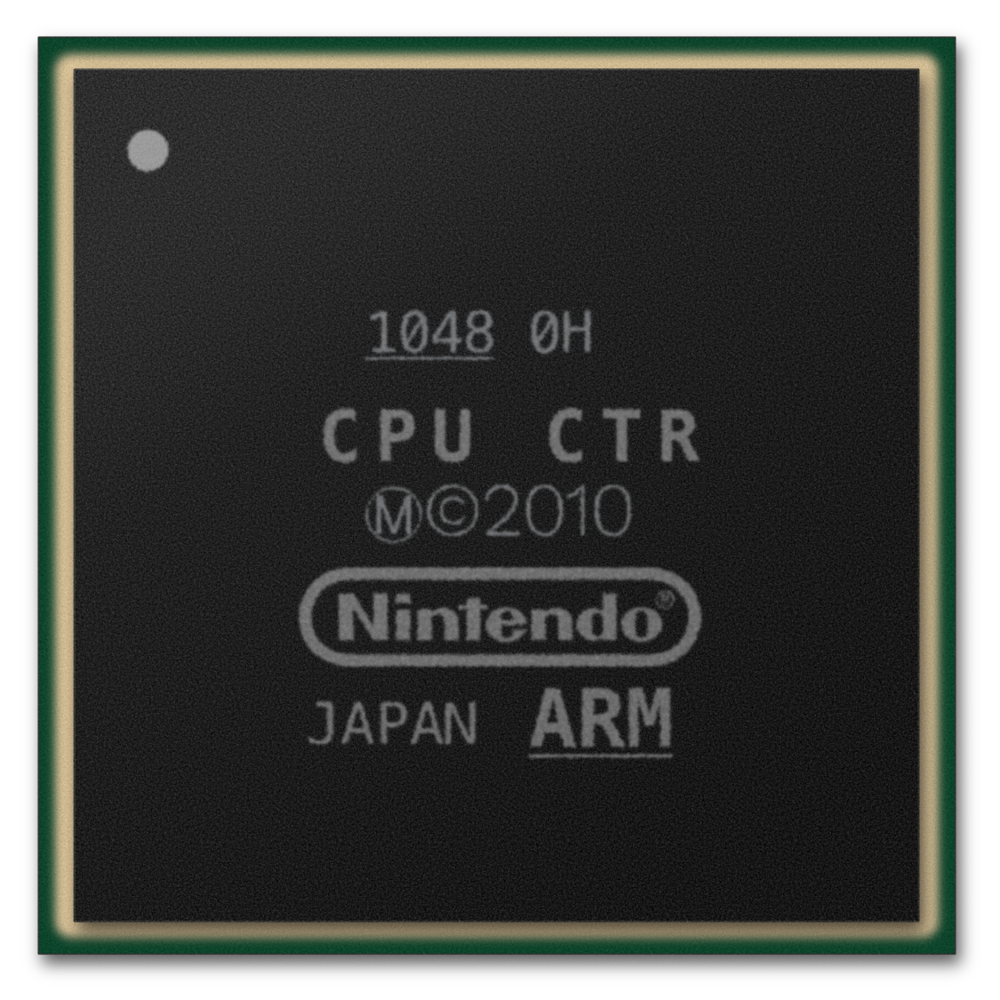 1048 0H
CPU CTR
Ⓜ©2010
Nintendo®
JAPAN ARM